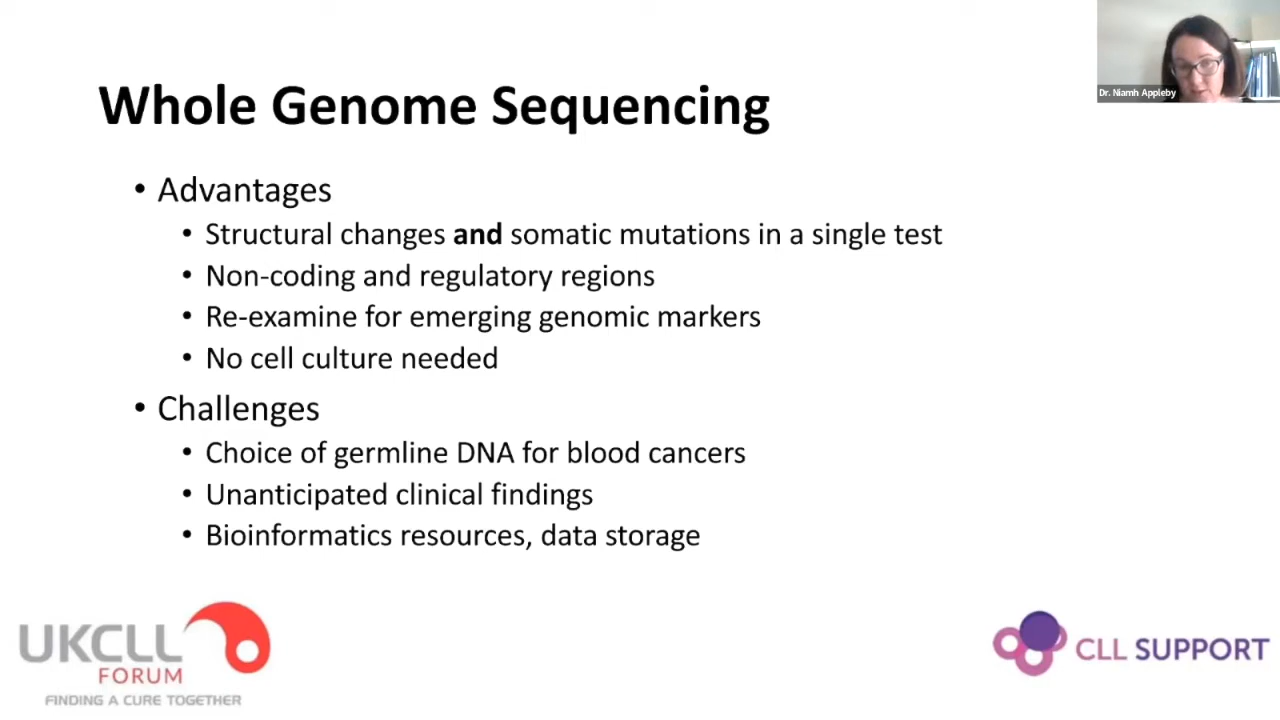 Dr. Niamh Appleby
Whole Genome Sequencing
• Advantages
• Structural changes and somatic mutations in a single test
• Non-coding and regulatory regions
• Re-examine for emerging genomic markers
• No cell culture needed
• Challenges
• Choice of germline DNA for blood cancers
• Unanticipated clinical findings
• Bioinformatics resources, data storage
UKCLL
FORUM
FINDING A CURE TOGETHER
CLL SUPPORT